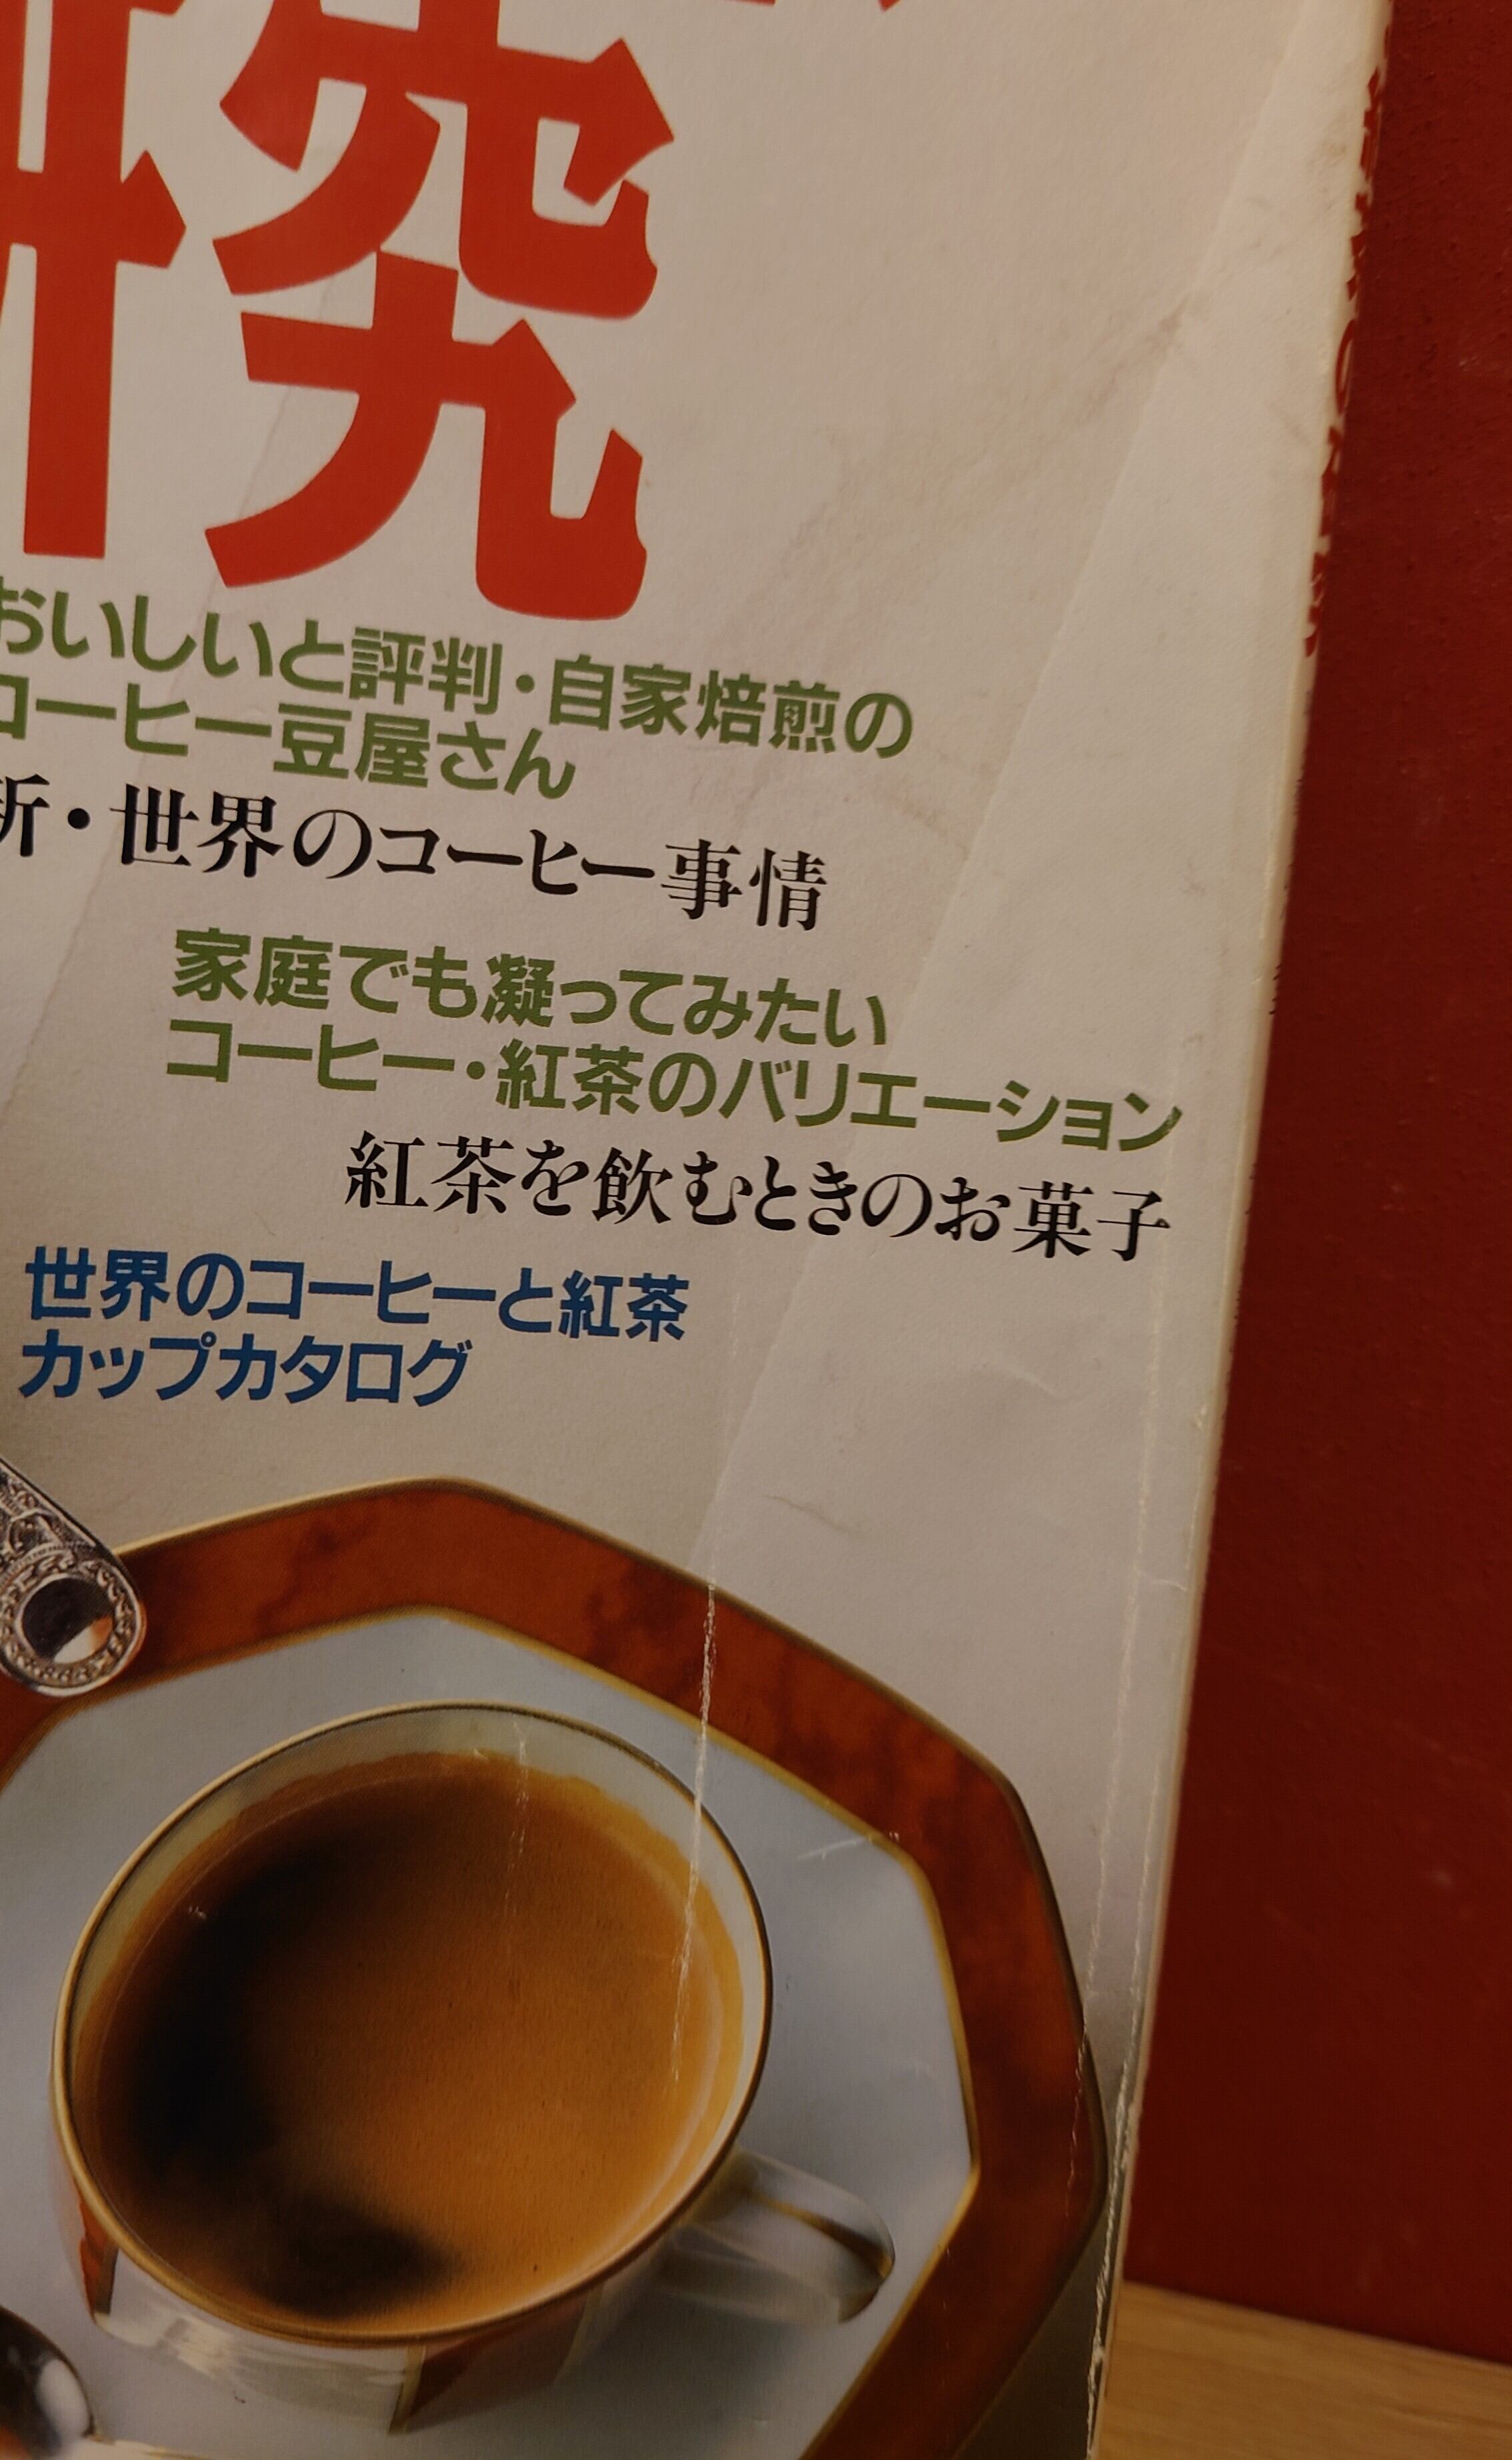 研究
おいしいと評判・自家焙煎の
コーヒー豆屋さん
新・世界のコーヒー事情
家庭でも凝ってみたい
コーヒー・紅茶のバリエーション
紅茶を飲むときのお菓子
世界のコーヒーと紅茶
カップカタログ